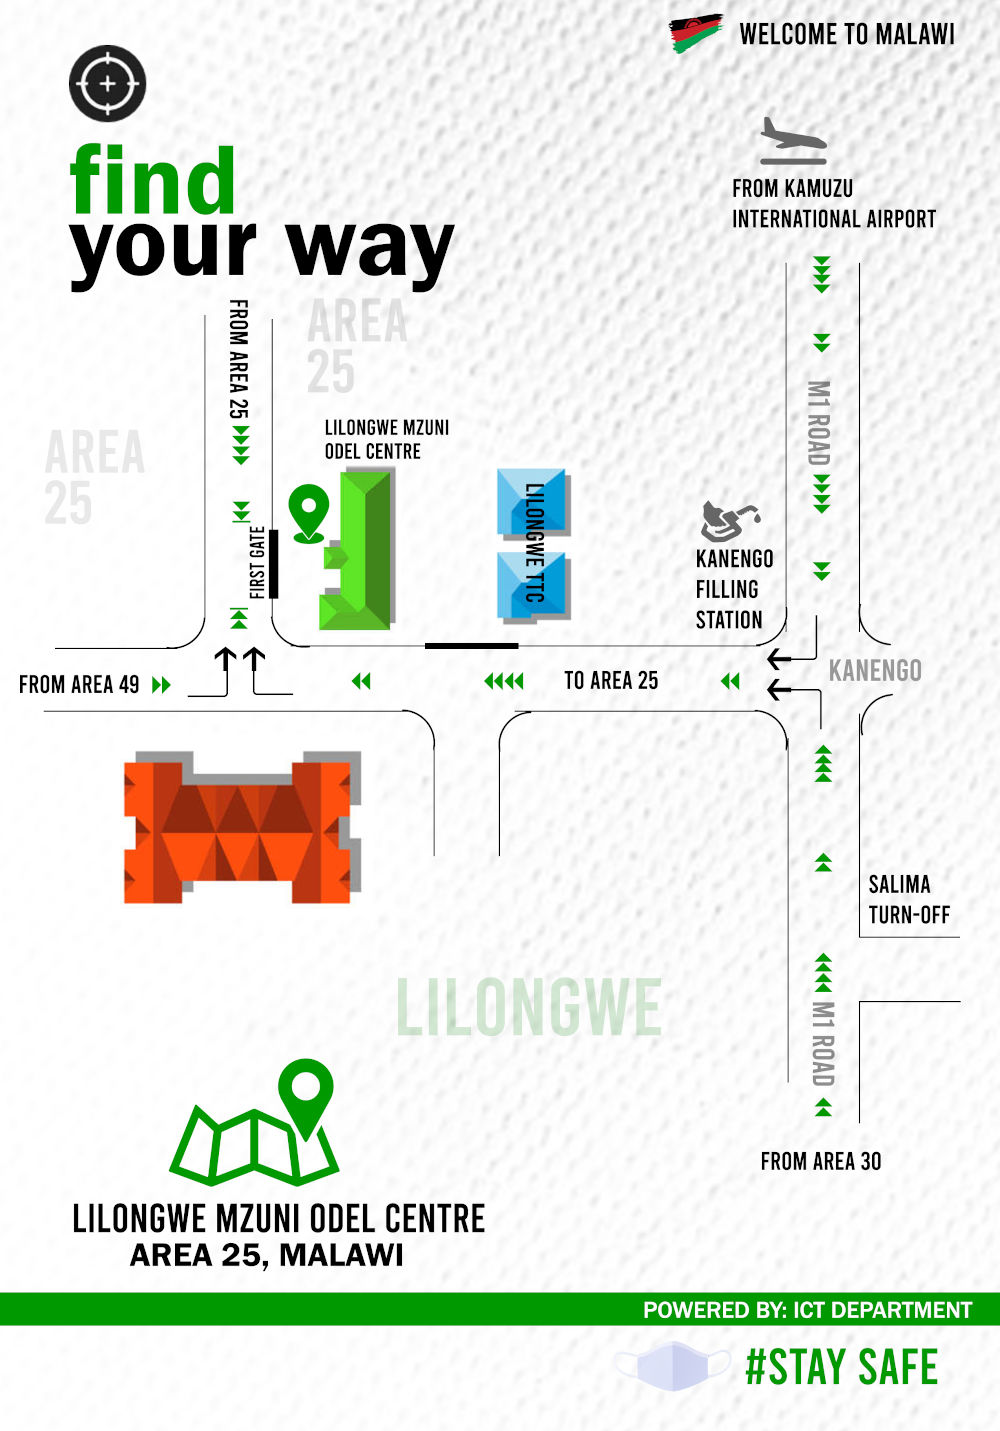 WELCOME TO MALAWI
find
your way
FROM KAMUZU
INTERNATIONAL AIRPORT
FROM AREA 25
AREA
25
AREA
25
LILONGWE MZUNI
ODEL CENTRE
M1 ROAD
LILONGWE TTC
FIRST GATE
KANENGO
FILLING
STATION
FROM AREA 49
TO AREA 25
KANENGO
SALIMA
TURN-OFF
LILONGWE
M1 ROAD
FROM AREA 30
LILONGWE MZUNI ODEL CENTRE
AREA 25, MALAWI
POWERED BY: ICT DEPARTMENT
#STAY SAFE